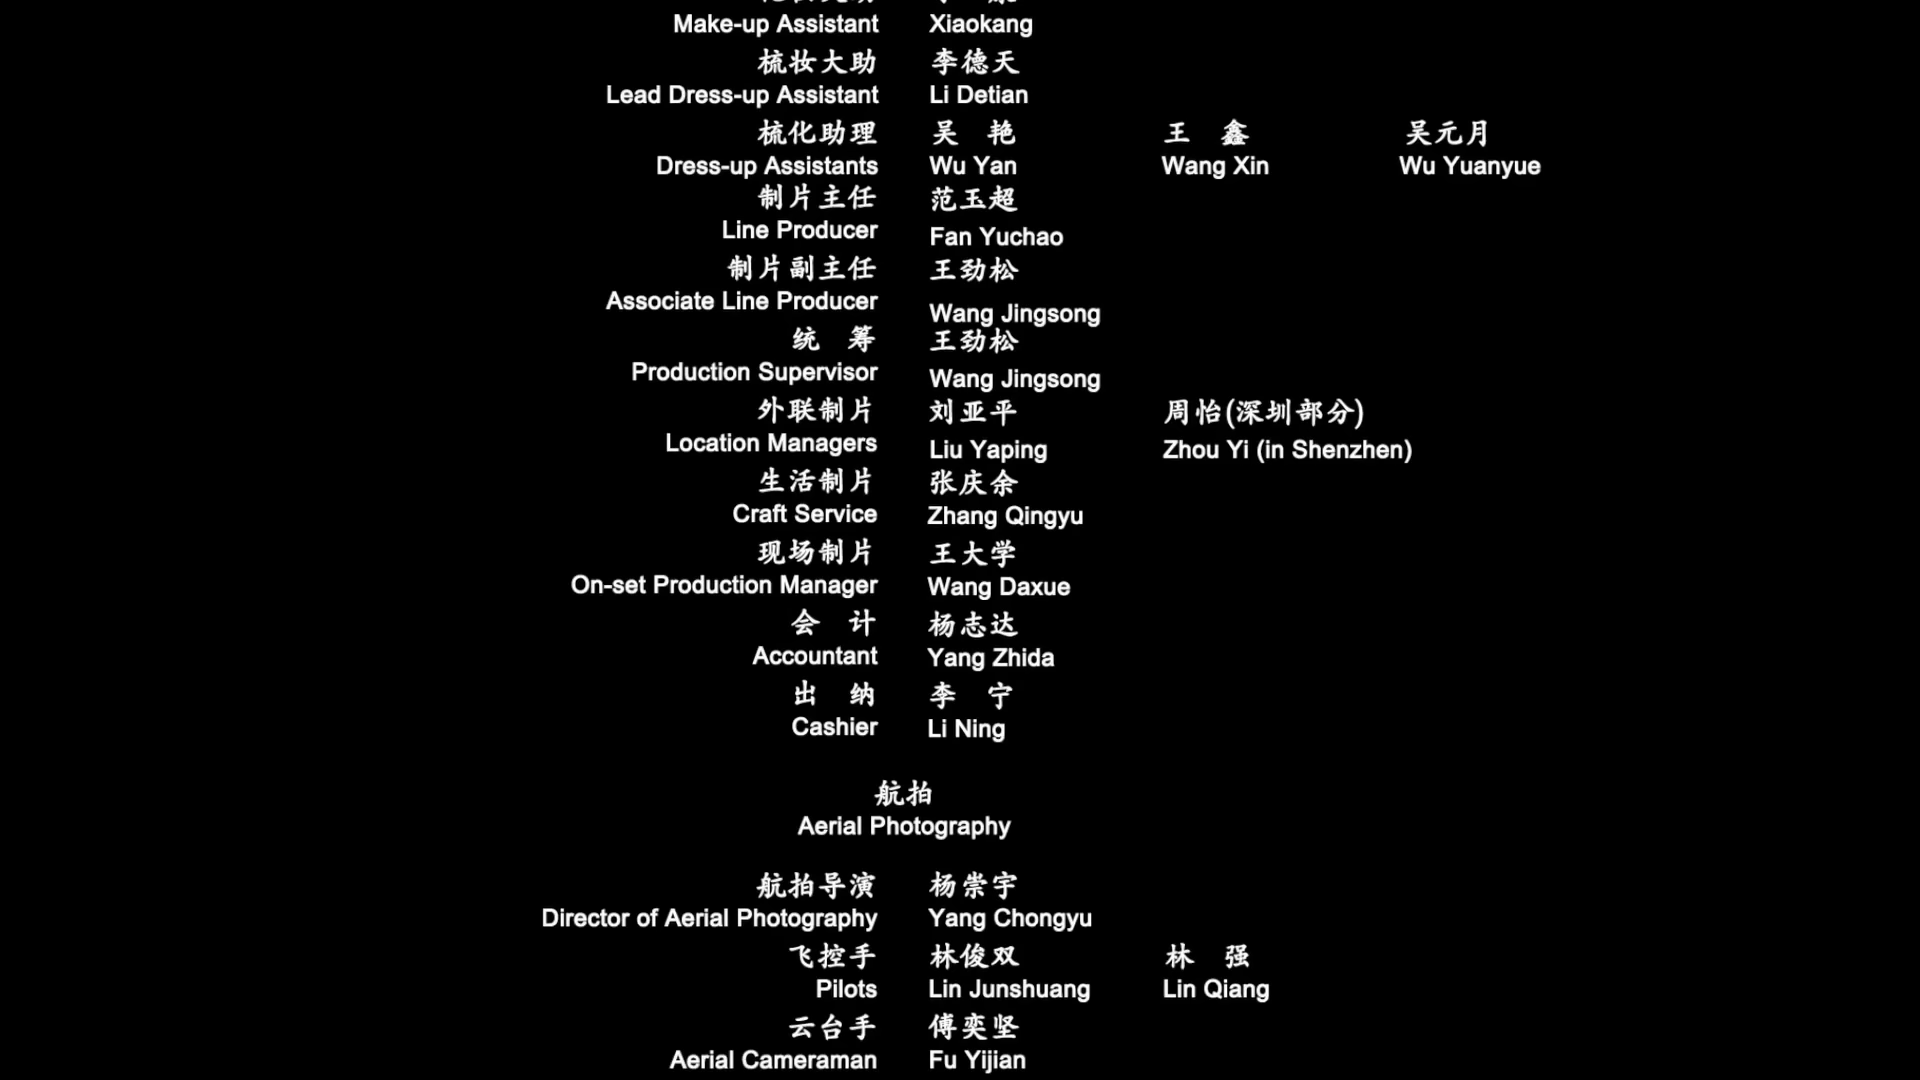 Make-up Assistant Xiaokang
梳妆大助 李德天
Lead Dress-up Assistant Li Detian
梳化助理 吴 艳 王 鑫 吴元月
Dress-up Assistants Wu Yan Wang Xin Wu Yuanyue
制片主任 范玉超
Line Producer Fan Yuchao
制片副主任 王劲松
Associate Line Producer Wang Jingsong
统 筹 王劲松
Production Supervisor Wang Jingsong
外联制片 刘亚平 周怡(深圳部分)
Location Managers Liu Yaping Zhou Yi (in Shenzhen)
生活制片 张庆余
Craft Service Zhang Qingyu
现场制片 王大学
On-set Production Manager Wang Daxue
会 计 杨志达
Accountant Yang Zhida
出 纳 李 宁
Cashier Li Ning
航拍
Aerial Photography
航拍导演 杨崇宇
Director of Aerial Photography Yang Chongyu
飞控手 林俊双 林 强
Pilots Lin Junshuang Lin Qiang
云台手 傅奕坚
Aerial Cameraman Fu Yijian